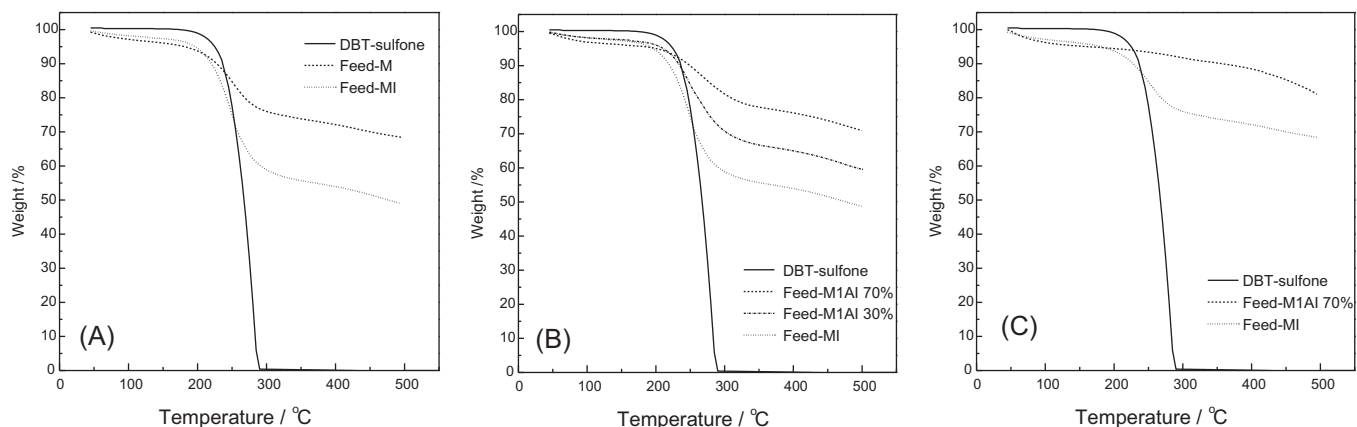 100
90
80
70
60
50
40
30
20
10
0
Weight /%
DBT-sulfone
Feed-M
Feed-MI
(A)
0 100 200 300 400 500
Temperature / °C
100
90
80
70
60
50
40
30
20
10
0
Weight /%
DBT-sulfone
Feed-M1AI 70%
Feed-M1AI 30%
Feed-MI
(B)
0 100 200 300 400 500
Temperature / °C
100
90
80
70
60
50
40
30
20
10
0
Weight /%
DBT-sulfone
Feed-M1AI 70%
Feed-MI
(C)
0 100 200 300 400 500
Temperature / °C